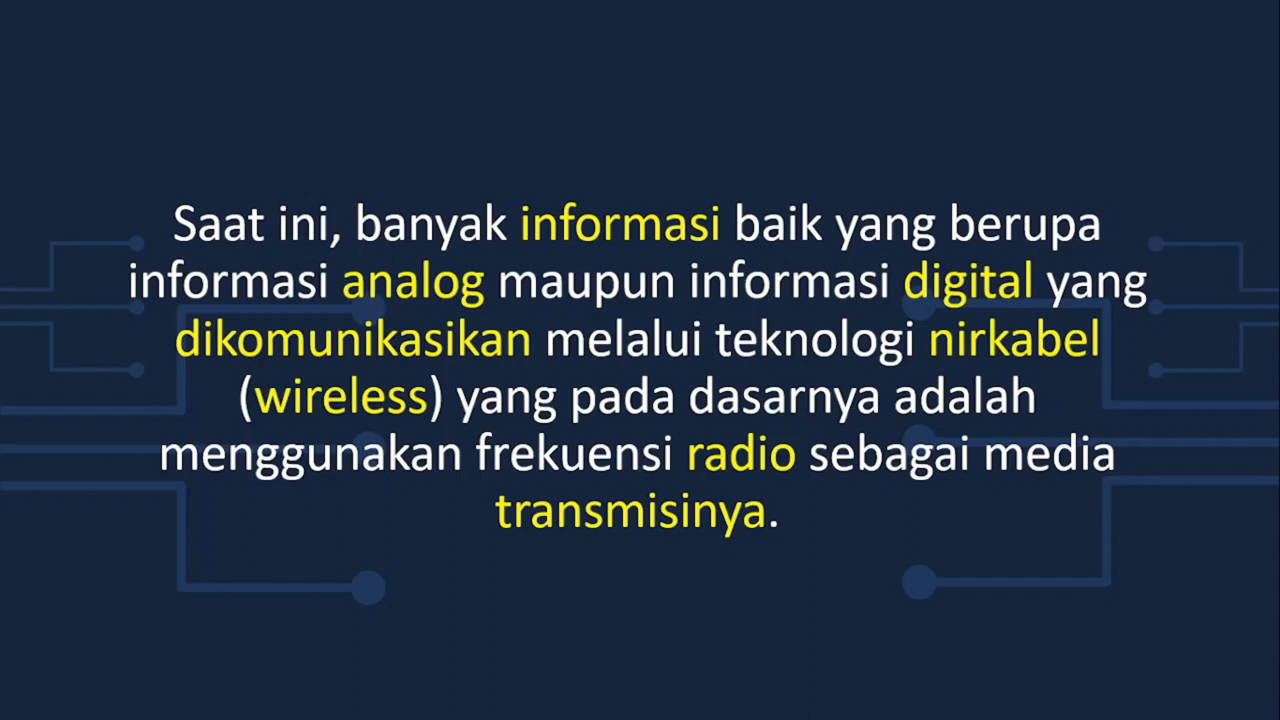 Saat ini, banyak informasi baik yang berupa
informasi analog maupun informasi digital yang
dikomunikasikan melalui teknologi nirkabel
(wireless) yang pada dasarnya adalah
menggunakan frekuensi radio sebagai media
transmisinya.